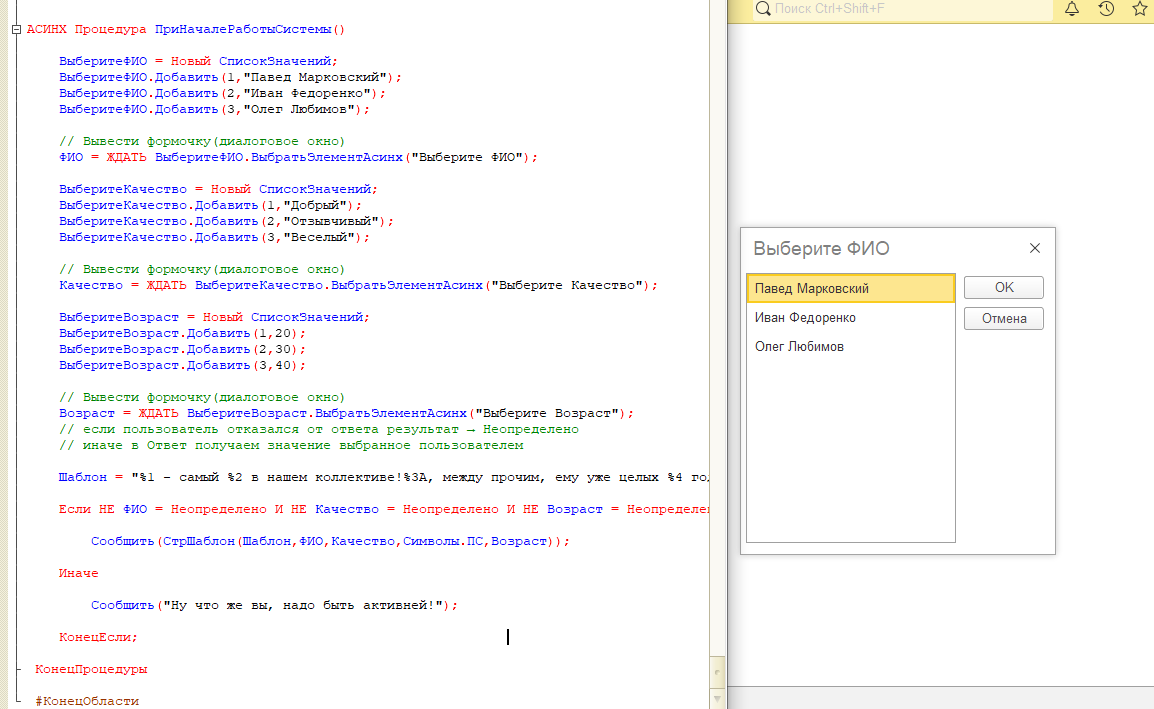 АСИНХ Процедура ПриНачалеРаботыСистемы()
ВыберитеФИО = Новый СписокЗначений;
ВыберитеФИО.Добавить(1,"Павед Марковский");
ВыберитеФИО.Добавить(2,"Иван Федоренко");
ВыберитеФИО.Добавить(3,"Олег Любимов");
// Вывести формочку(диалоговое окно)
ФИО = ЖДАТЬ ВыберитеФИО.ВыбратьЭлементАсинх("Выберите ФИО");
ВыберитеКачество = Новый СписокЗначений;
ВыберитеКачество.Добавить(1,"Добрый");
ВыберитеКачество.Добавить(2,"Отзывчивый");
ВыберитеКачество.Добавить(3,"Веселый");
// Вывести формочку(диалоговое окно)
Качество = ЖДАТЬ ВыберитеКачество.ВыбратьЭлементАсинх("Выберите Качество");
ВыберитеВозраст = Новый СписокЗначений;
ВыберитеВозраст.Добавить(1,20);
ВыберитеВозраст.Добавить(2,30);
ВыберитеВозраст.Добавить(3,40);
// Вывести формочку(диалоговое окно)
Возраст = ЖДАТЬ ВыберитеВозраст.ВыбратьЭлементАсинх("Выберите Возраст");
// если пользователь отказался от ответа результат → Неопределено
// иначе в Ответ получаем значение выбранное пользователем
Шаблон = "%1 - самый %2 в нашем коллективе!%3А, между прочим, ему уже целых %4 го
Если НЕ ФИО = Неопределено И НЕ Качество = Неопределено И НЕ Возраст = Неопределе
Сообщить(СтрШаблон(Шаблон,ФИО,Качество,Символы.ПС,Возраст));
Иначе
Сообщить("Ну что же вы, надо быть активней!");
КонецЕсли;
КонецПроцедуры
#КонецОбласти
Поиск Ctrl+Shift+F
Выберите ФИО
Павед Марковский
Иван Федоренко
Олег Любимов
OK
Отмена